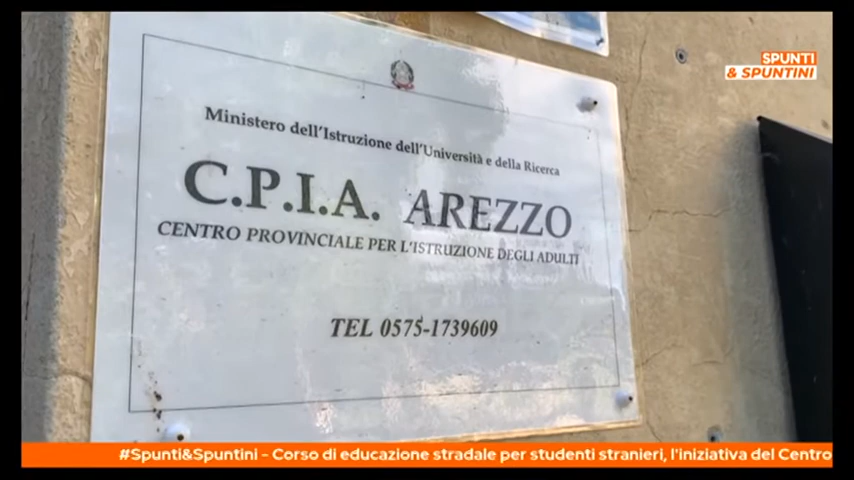 SPUNTI
& SPUNTINI
Ministero dell'Istruzione dell'Università e della Ricerca
C.P.I.A. AREZZO
CENTRO PROVINCIALE PER L'ISTRUZIONE DEGLI ADULTI
TEL 0575-1739609
#Spunti&Spuntini - Corso di educazione stradale per studenti stranieri, l'iniziativa del Centro